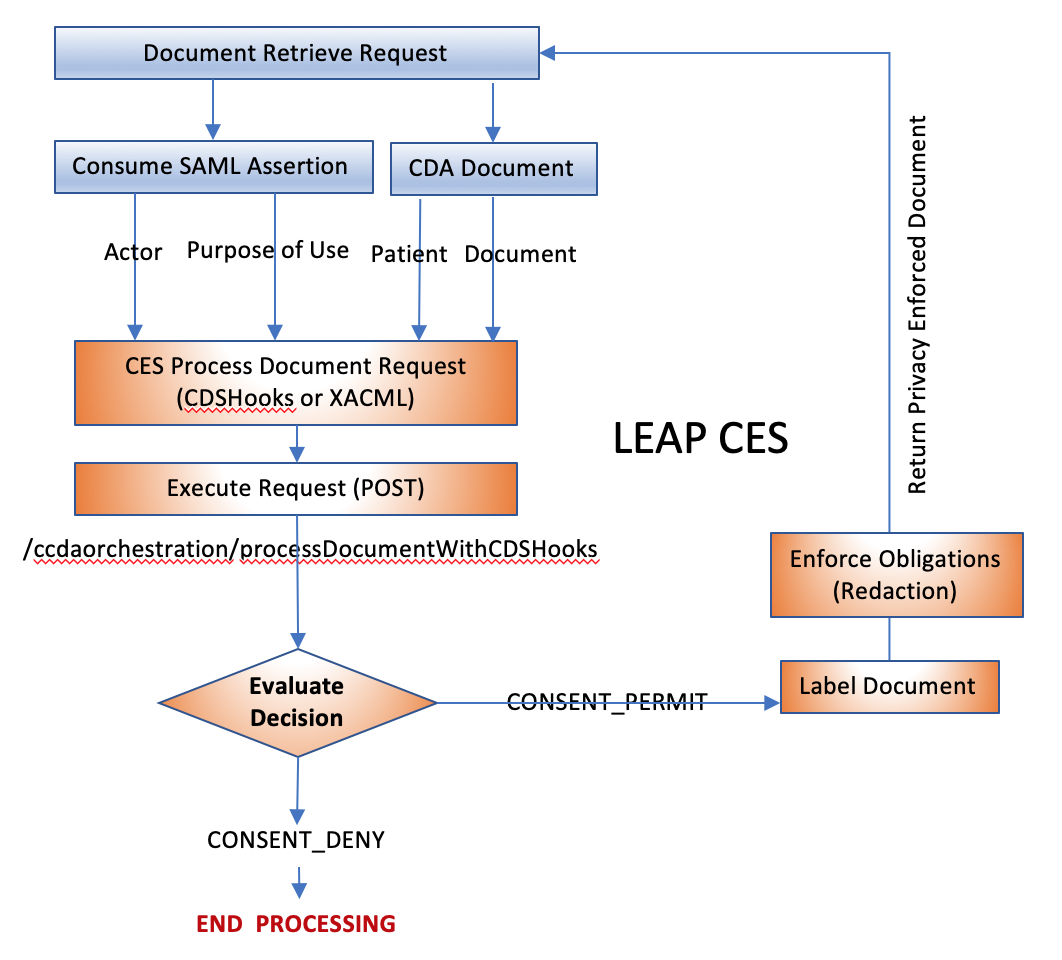 Document Retrieve Request
Consume SAML Assertion
CDA Document
Actor
Purpose of Use
Patient
Document
CES Process Document Request
(CDSHooks or XACML)
Execute Request (POST)
/ccdaorchestration/processDocumentWithCDSHooks
Evaluate
Decision
CONSENT_PERMIT
CONSENT_DENY
END PROCESSING
LEAP CES
Label Document
Enforce Obligations
(Redaction)
Return Privacy Enforced Document